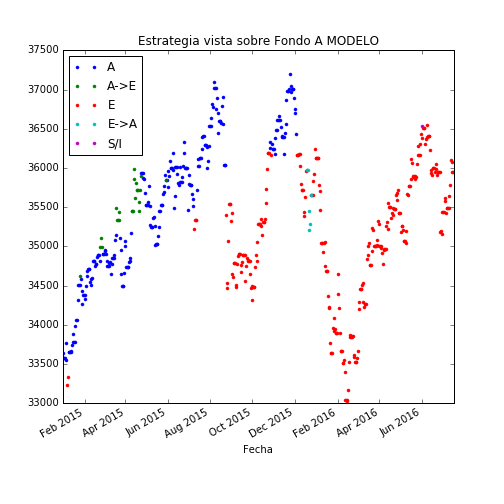 Estrategia vista sobre Fondo A MODELO
37500
37000
36500
36000
35500
35000
34500
34000
33500
33000
A
A->E
E
E->A
S/I
Feb 2015
Apr 2015
Jun 2015
Aug 2015
Oct 2015
Dec 2015
Feb 2016
Apr 2016
Jun 2016
Fecha